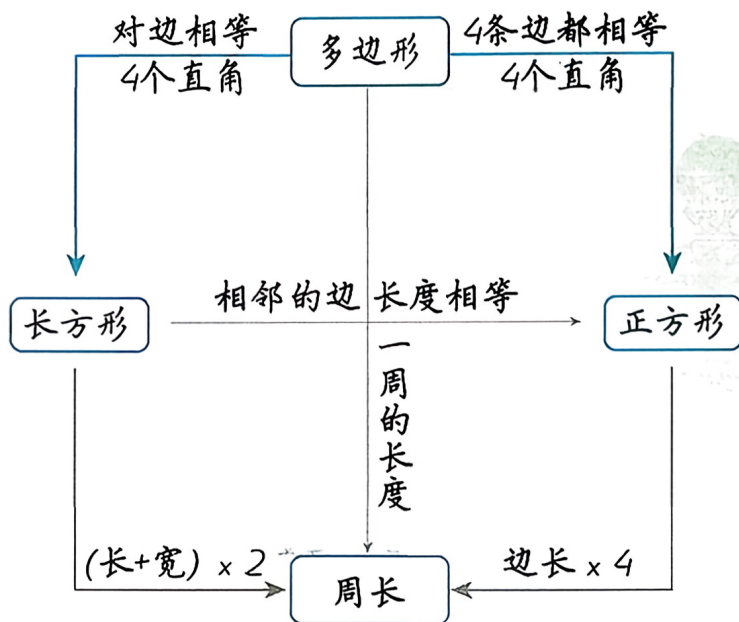 对边相等
多边形
4条边都相等
4个直角
4个直角
相邻的边长度相等
长方形
正方形
一周的长度
(长+宽) × 2
边长 × 4
周长